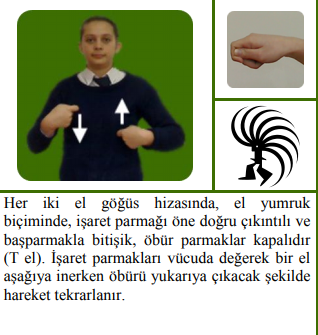 Her iki el göğüs hizasında, el yumruk
biçiminde, işaret parmağı öne doğru çıkıntılı ve
başparmakla bitişik, öbür parmaklar kapalıdır
(T el). İşaret parmakları vücuda değerek bir el
aşağıya inerken öbürü yukarıya çıkacak şekilde
hareket tekrarlanır.